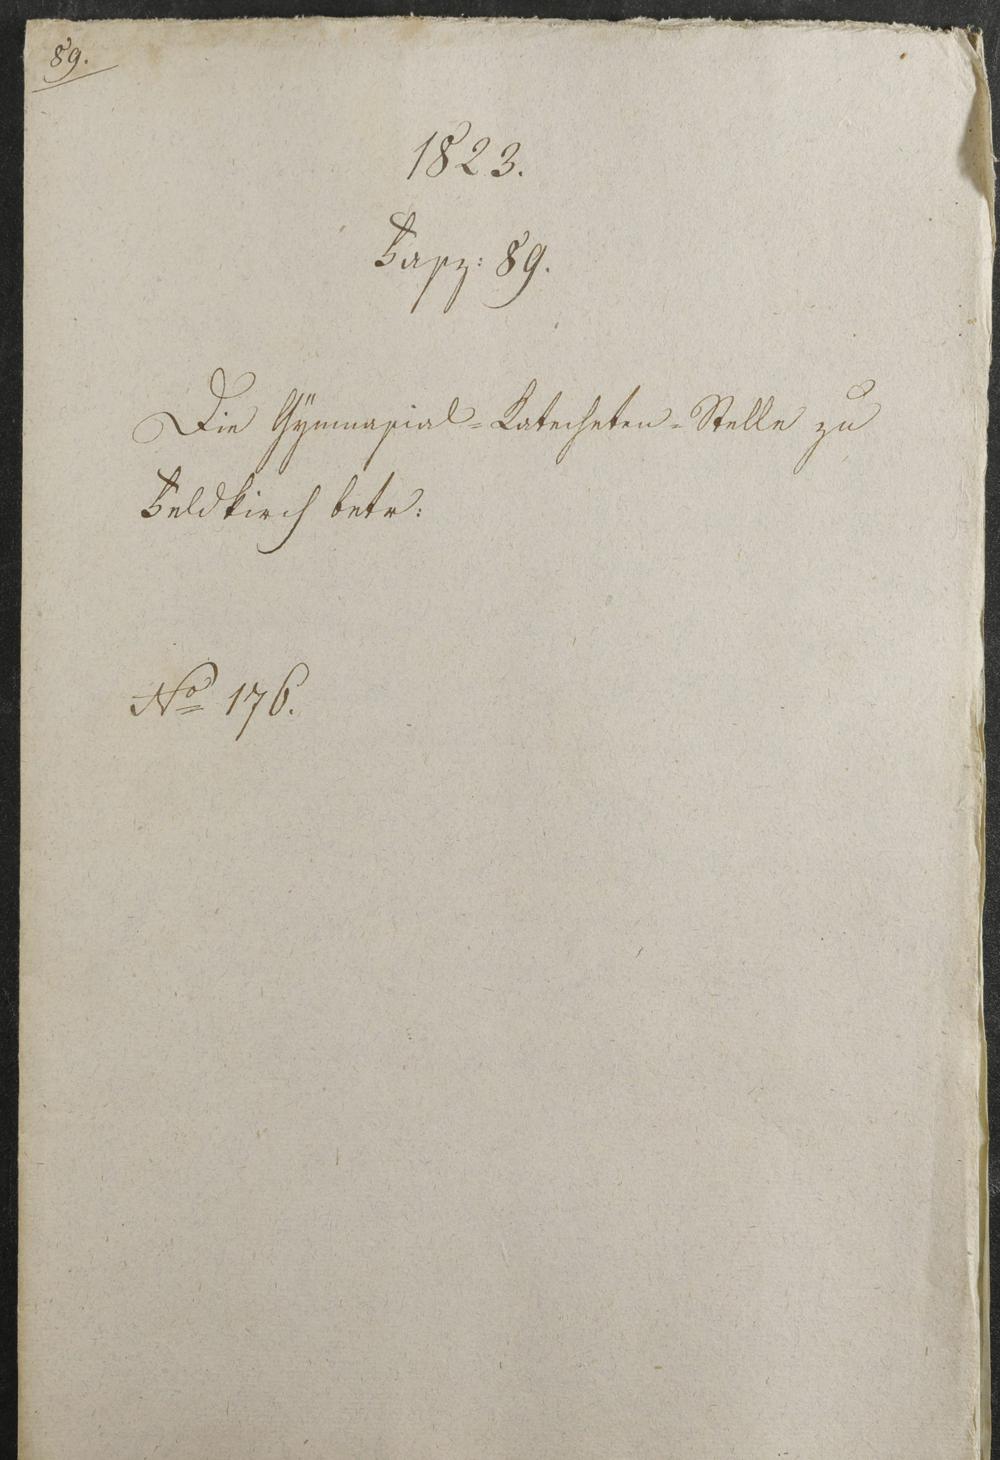 89.
1823.
Fasz: 89.
Die Gymnasial-Katecheten-Stelle zu
Feldkirch betr:
No 176.